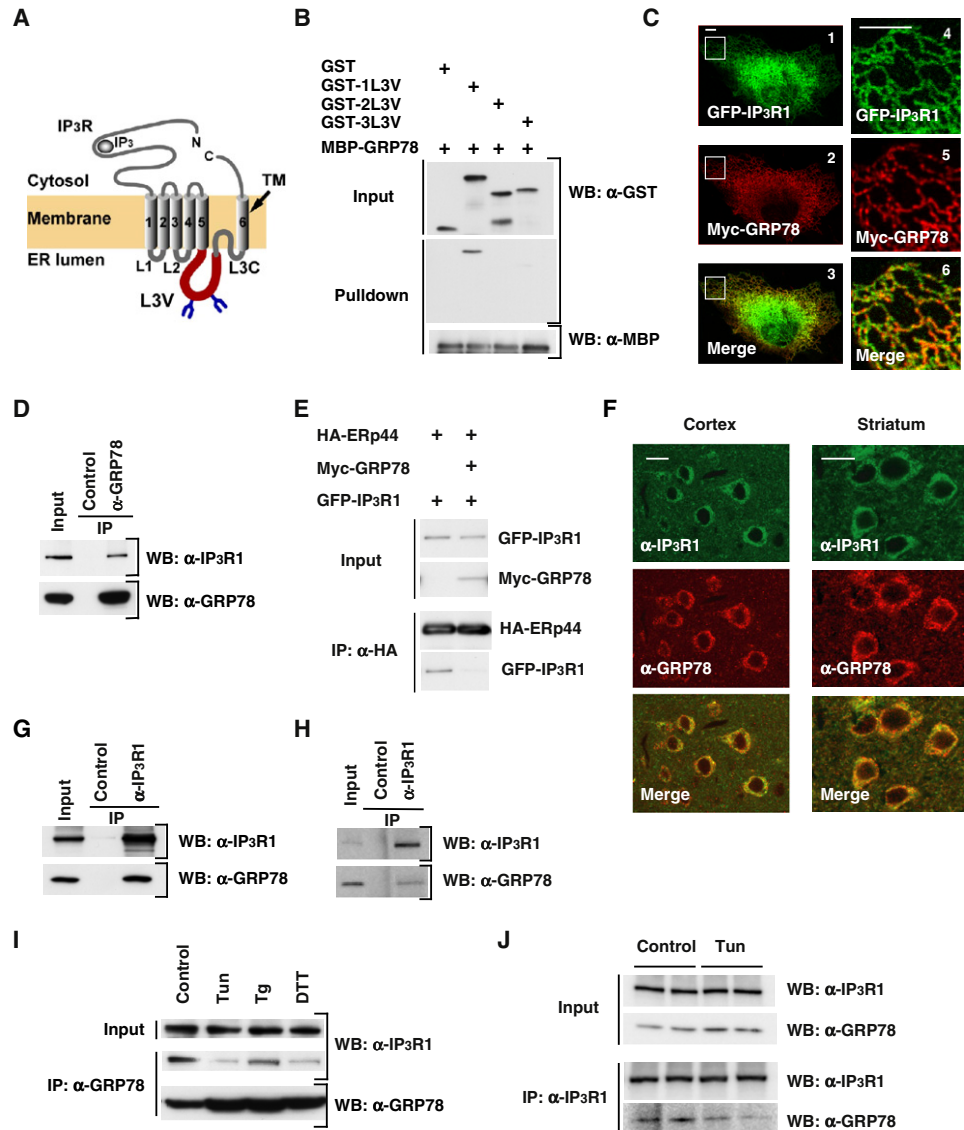 A
IP3R
IP3
N
C
Cytosol
TM
Membrane
1 2 3 4 5 6
ER lumen
L1 L2 L3C
L3V
B
GST +
GST-1L3V +
GST-2L3V +
GST-3L3V +
MBP-GRP78 + + + +
Input
WB: α-GST
Pulldown
WB: α-MBP
C
1
GFP-IP3R1
2
Myc-GRP78
3
Merge
4
GFP-IP3R1
5
Myc-GRP78
6
Merge
D
Input
Control
α-GRP78
IP
WB: α-IP3R1
WB: α-GRP78
E
HA-ERp44 + +
Myc-GRP78 +
GFP-IP3R1 + +
Input
GFP-IP3R1
Myc-GRP78
IP: α-HA
HA-ERp44
GFP-IP3R1
F
Cortex
Striatum
α-IP3R1
α-IP3R1
α-GRP78
α-GRP78
Merge
Merge
G
Input
Control
α-IP3R1
IP
WB: α-IP3R1
WB: α-GRP78
H
Input
Control
α-IP3R1
IP
WB: α-IP3R1
WB: α-GRP78
I
Control
Tun
Tg
DTT
Input
WB: α-IP3R1
IP: α-GRP78
WB: α-GRP78
J
Control Tun
Input
WB: α-IP3R1
WB: α-GRP78
IP: α-IP3R1
WB: α-IP3R1
WB: α-GRP78